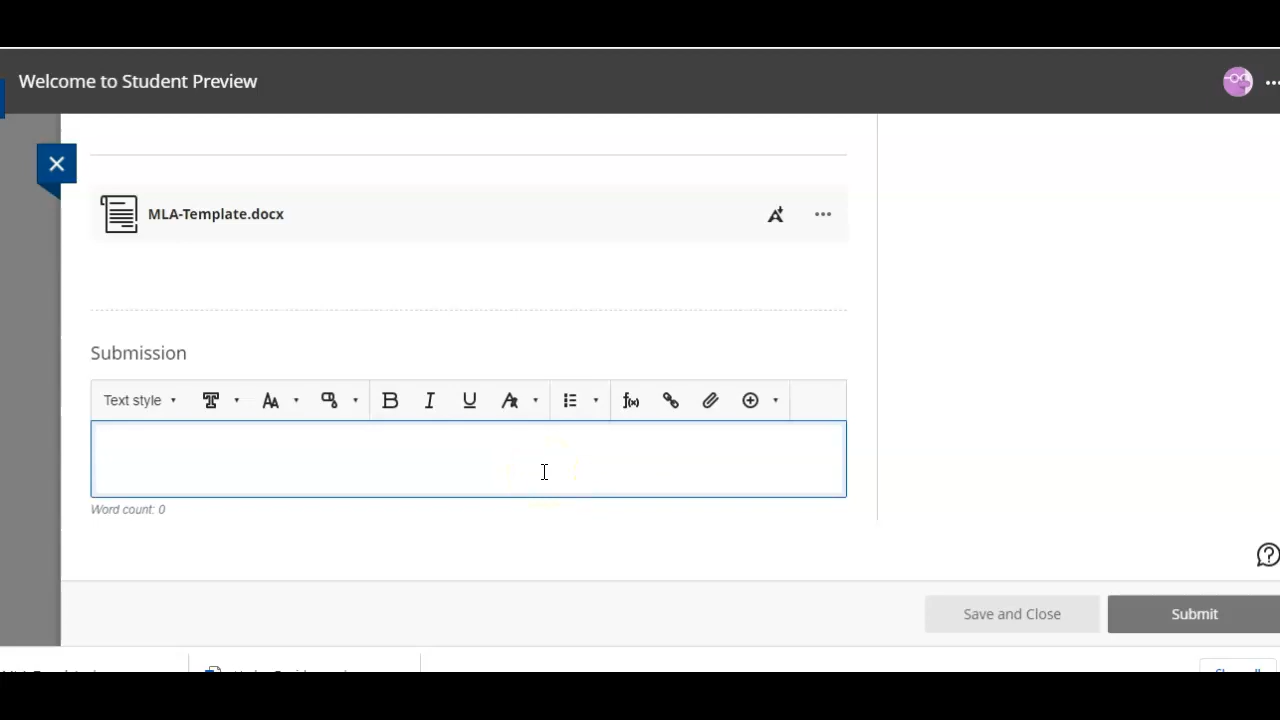 Welcome to Student Preview
MLA-Template.docx
Submission
Text style
Word count: 0
Save and Close
Submit